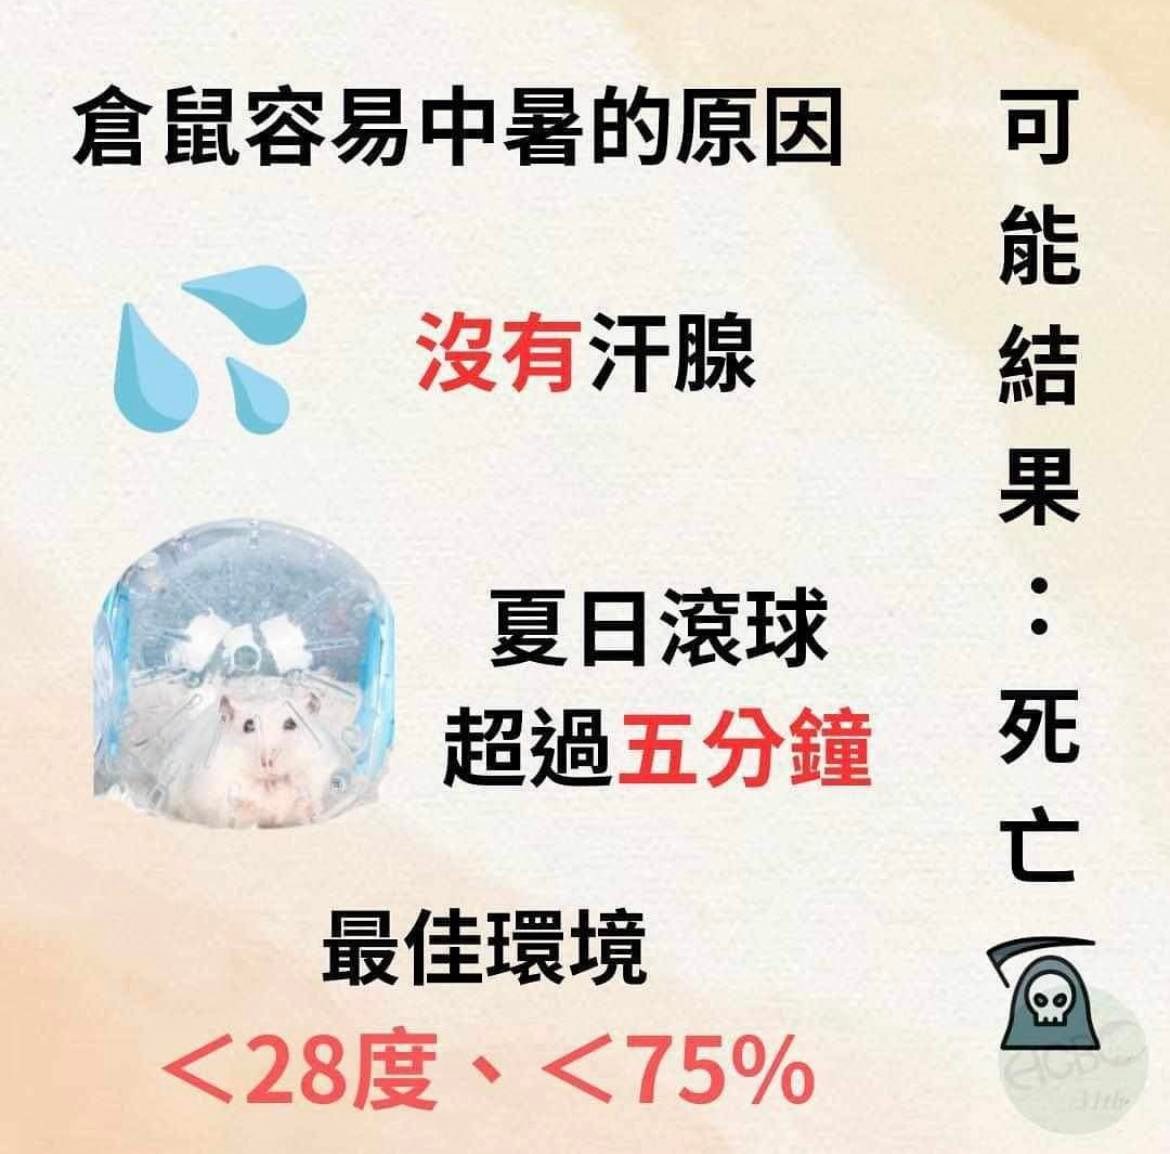 倉鼠容易中暑的原因
沒有汗腺
夏日滾球
超過五分鐘
最佳環境
<28度、<75%
可能結果：死亡